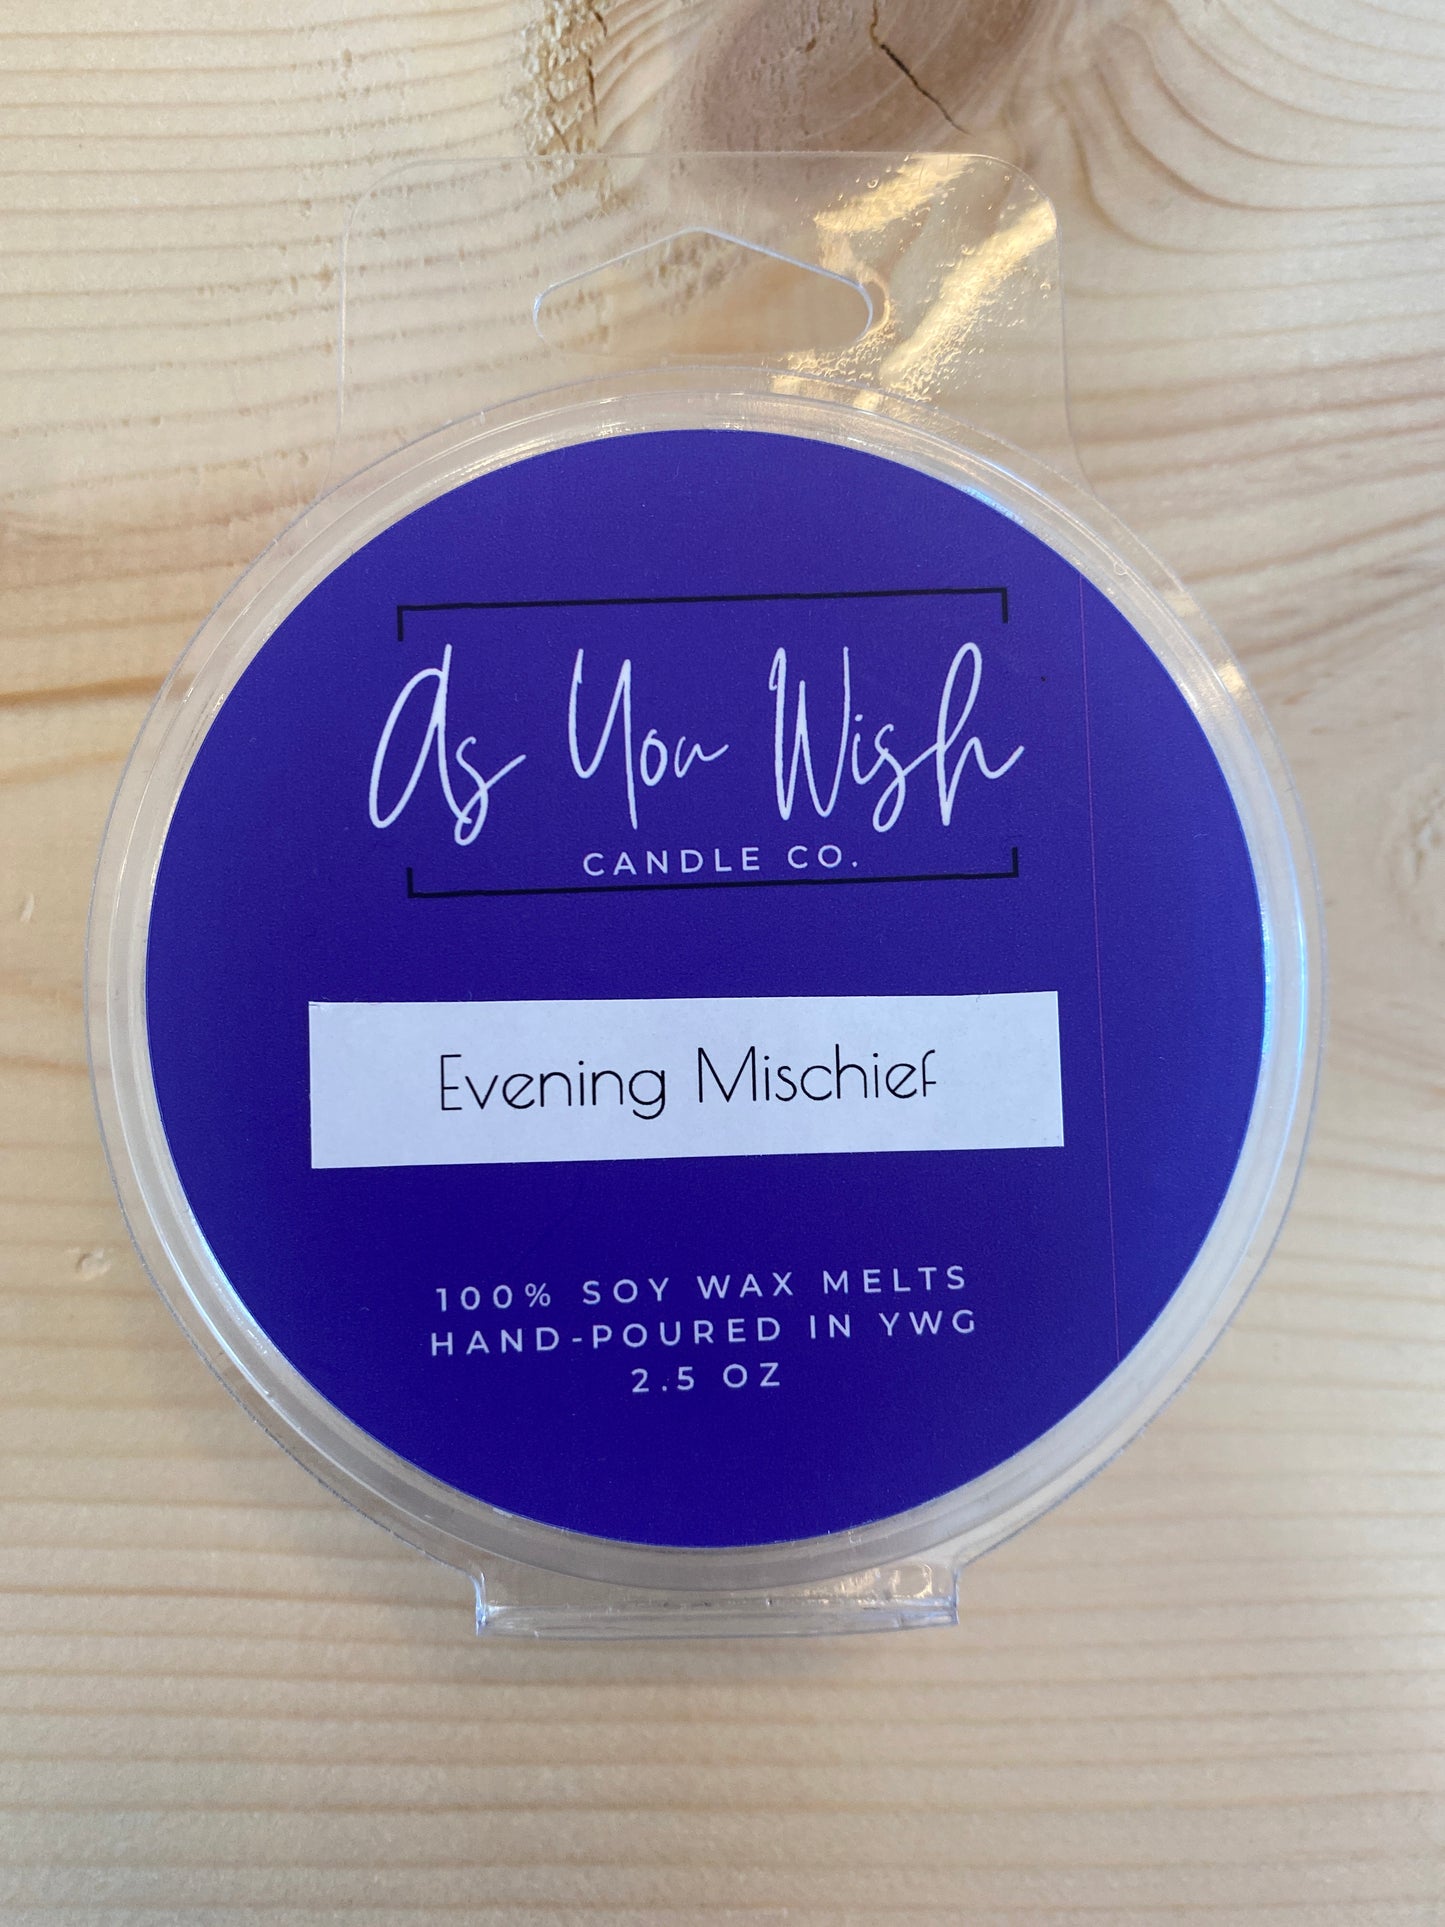 As You Wish
CANDLE CO.
Evening Mischief
100% SOY WAX MELTS
HAND-POURED IN YWG
2.5 OZ